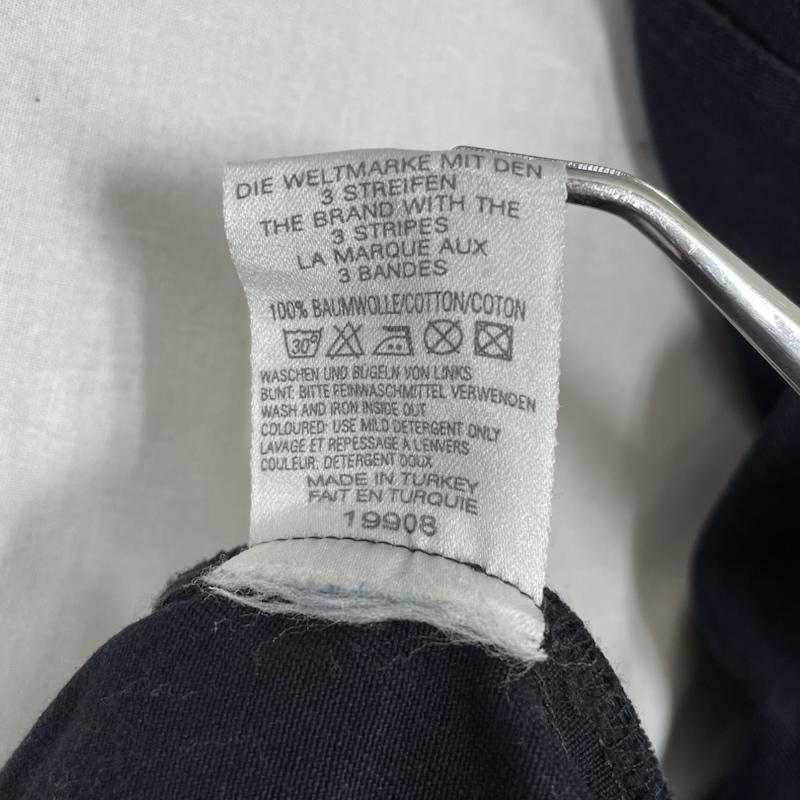 DIE WELTMARKE MIT DEN
3 STREIFEN
THE BRAND WITH THE
3 STRIPES
LA MARQUE AUX
3 BANDES
100% BAUMWOLLE/COTTON/COTON
30°
WASCHEN UND BÜGELN VON LINKS
BUNT: BITTE FEINWASCHMITTEL VERWENDEN
WASH AND IRON INSIDE OUT
COLOURED: USE MILD DETERGENT ONLY
LAVAGE ET REPESSAGE A L'ENVERS
COULEUR: DETERGENT DOUX
MADE IN TURKEY
FAIT EN TURQUIE
19908